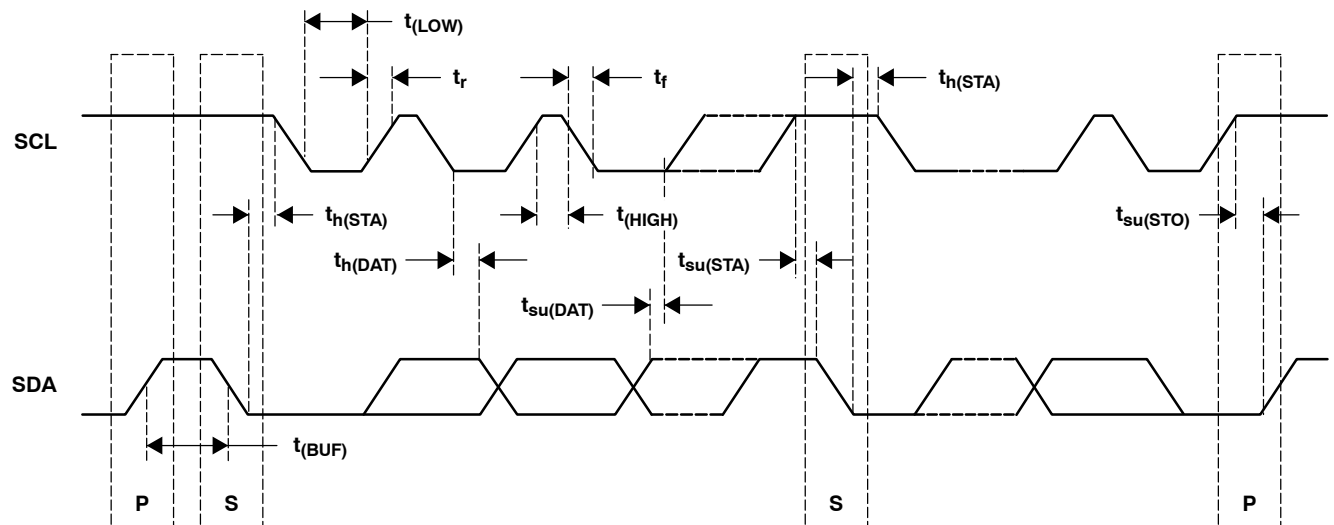 t(LOW)
tr
tf
th(STA)
SCL
th(STA)
t(HIGH)
tsu(STO)
th(DAT)
tsu(STA)
tsu(DAT)
SDA
t(BUF)
P
S
S
P